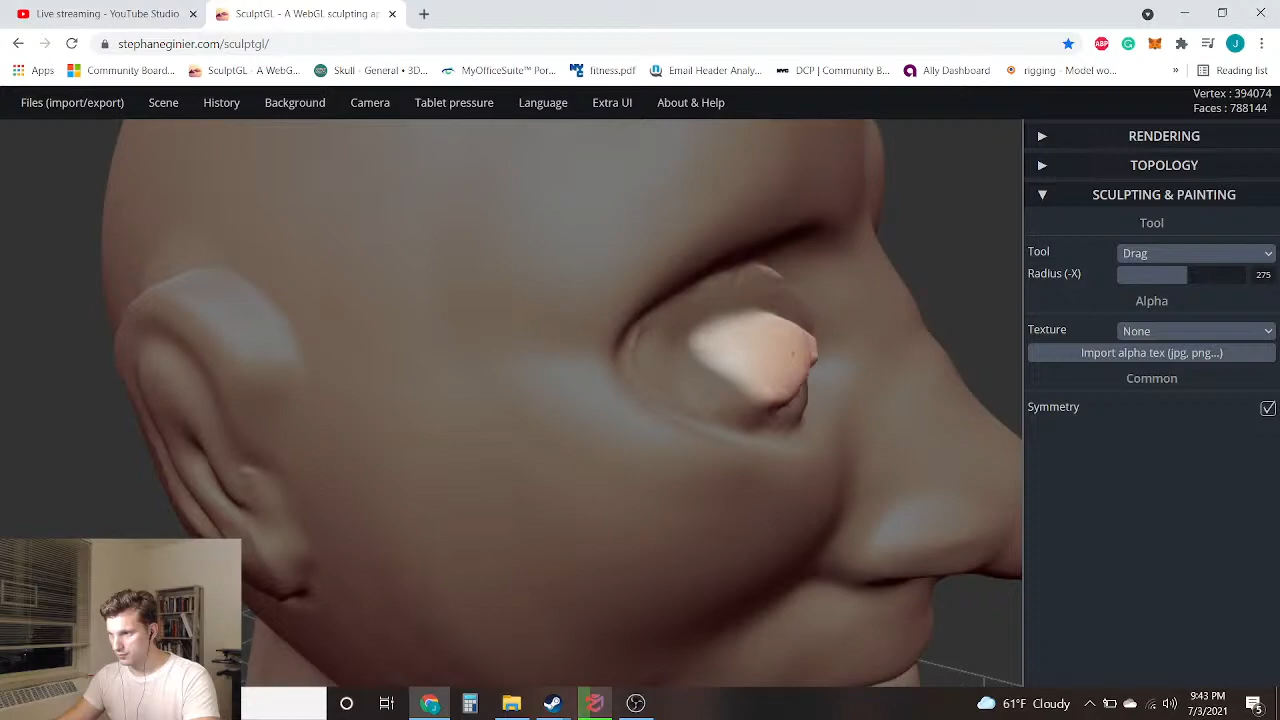 Live streaming - YouTube Studio
SculptGL - A WebGL sculpting ap
stephaneginier.com/sculptgl/
Apps
Community Board...
SculptGL - A WebG...
Skull - General • 3D...
MyOfficeSuite™ Por...
fitness.pdf
Email Header Analy...
DCP | Community B...
Ally Dashboard
rigging - Model wo...
»
Reading list
ABP
J
Files (import/export)
Scene
History
Background
Camera
Tablet pressure
Language
Extra UI
About & Help
Vertex : 394074
Faces : 788144
RENDERING
TOPOLOGY
SCULPTING & PAINTING
Tool
Tool
Drag
Radius (-X)
275
Alpha
Texture
None
Import alpha tex (jpg, png...)
Common
Symmetry
61°F Cloudy
9:43 PM
7/3/2021
5